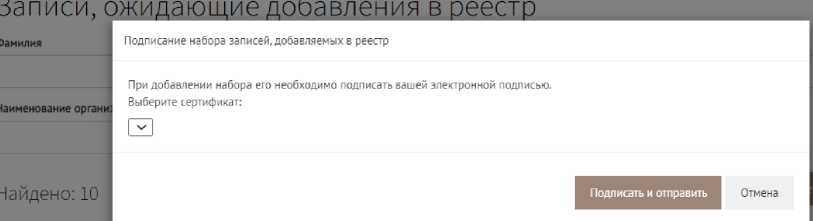 Записи, ожидающие добавления в реестр
Фамилия
Подписание набора записей, добавляемых в реестр
При добавлении набора его необходимо подписать вашей электронной подписью.
Наименование органи
Выберите сертификат:
Найдено: 10
Подписать и отправить
Отмена